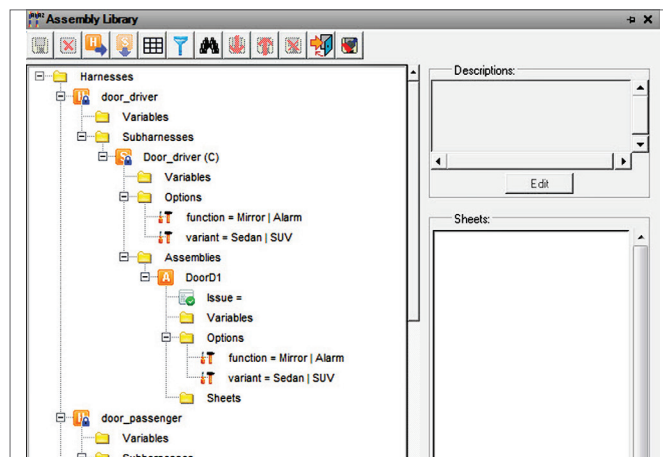 Assembly Library
Harnesses
door_driver
Variables
Subharnesses
Door_driver (C)
Variables
Options
function = Mirror | Alarm
variant = Sedan | SUV
Assemblies
DoorD1
Issue =
Variables
Options
function = Mirror | Alarm
variant = Sedan | SUV
Sheets
door_passenger
Variables
Subharnesses
Descriptions:
Edit
Sheets: